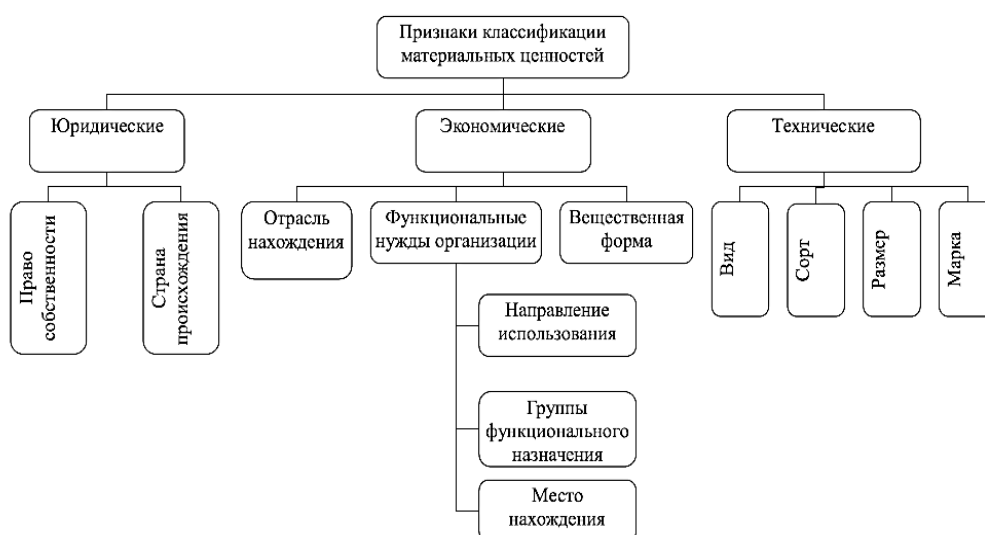 Признаки классификации
материальных ценностей
Юридические
Экономические
Технические
Право
собственности
Страна
происхождения
Отрасль
нахождения
Функциональные
нужды организации
Вещественная
форма
Вид
Сорт
Размер
Марка
Направление
использования
Группы
функционального
назначения
Место
нахождения